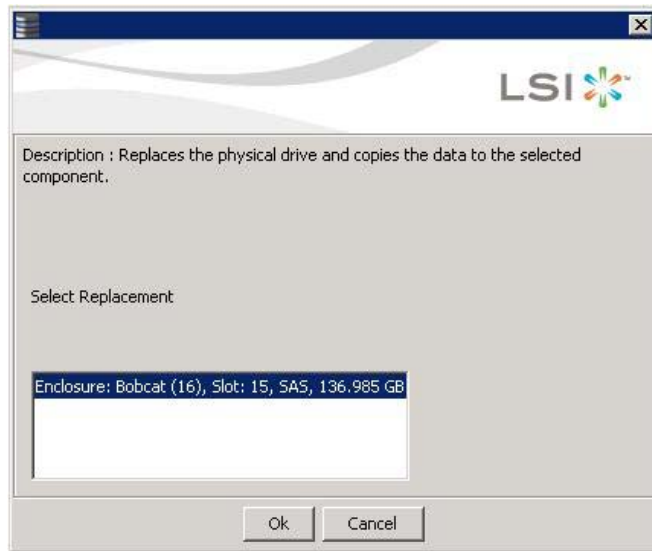 LSI
Description : Replaces the physical drive and copies the data to the selected
component.
Select Replacement
Enclosure: Bobcat (16), Slot: 15, SAS, 136.985 GB
Ok
Cancel